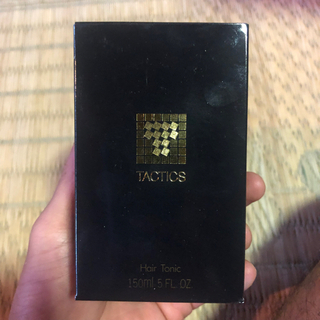 TACTICS
Hair Tonic
150ml, 5 FL. OZ